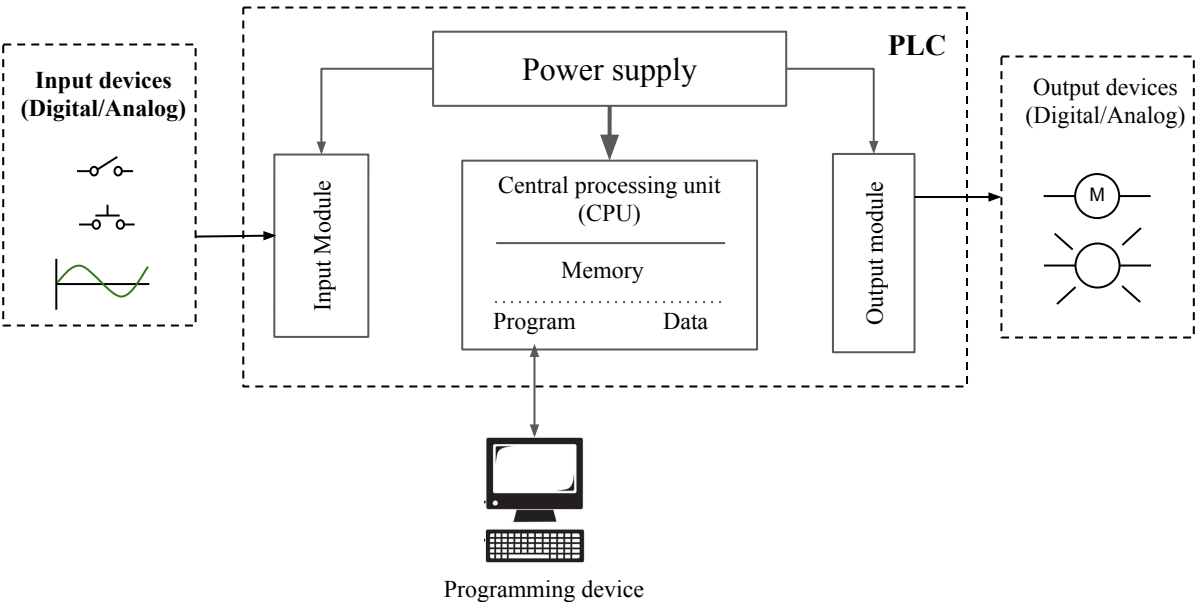 PLC
Power supply
Input devices
(Digital/Analog)
Output devices
(Digital/Analog)
Input Module
Central processing unit
(CPU)
Memory
Program Data
Output module
M
Programming device